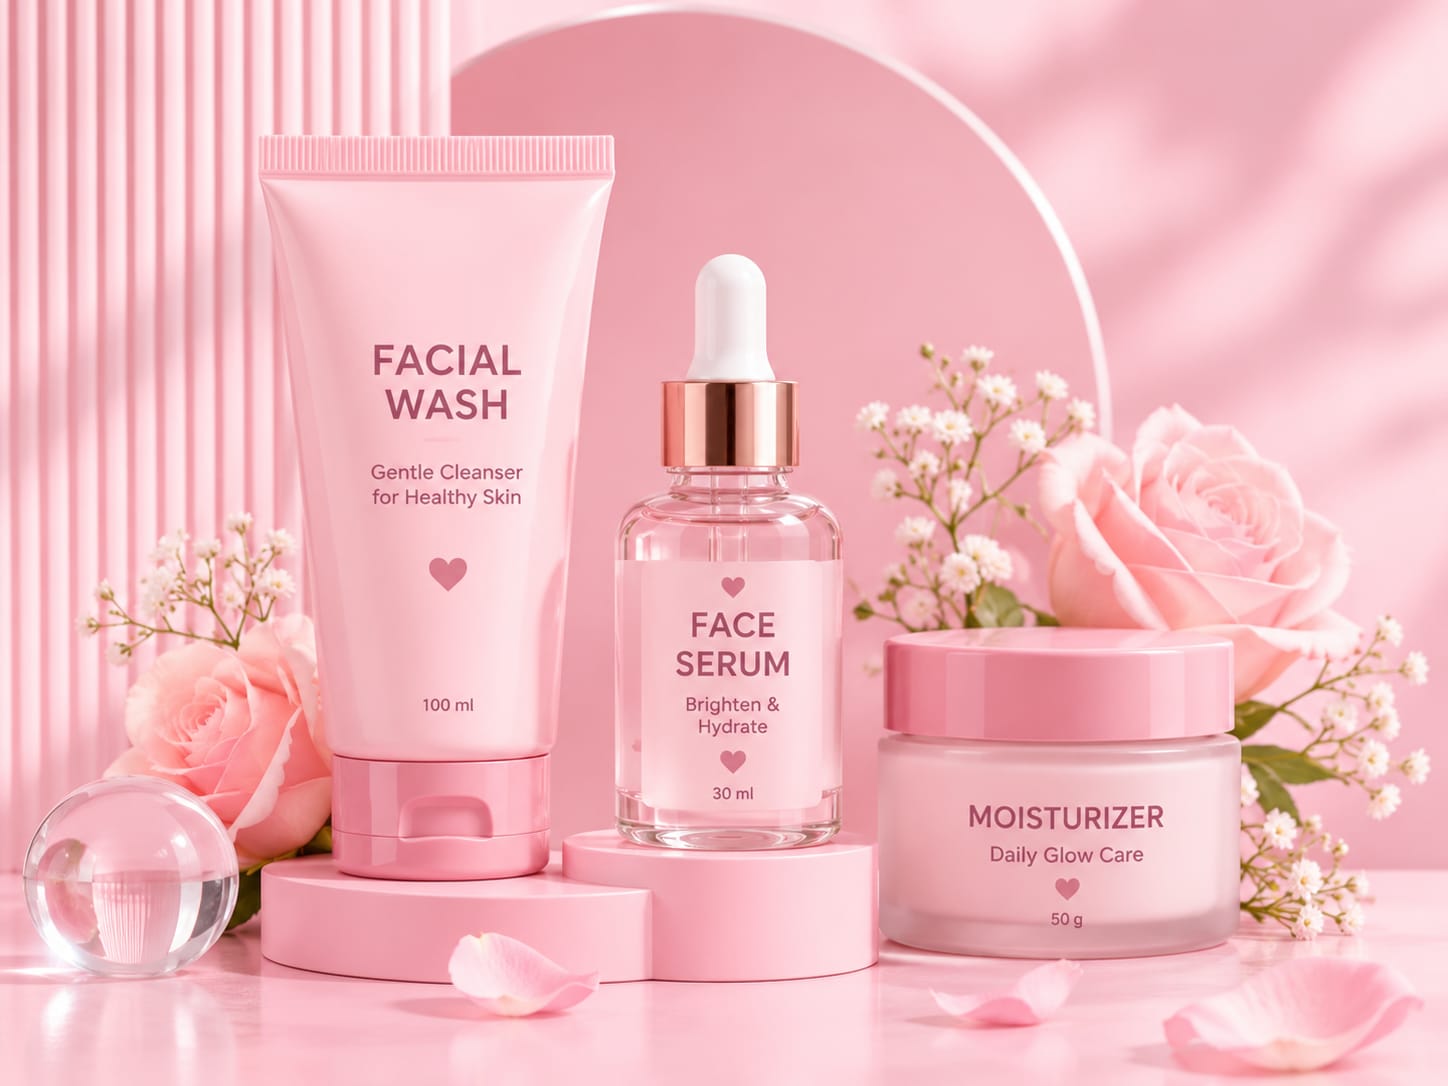 FACIAL
WASH
Gentle Cleanser
for Healthy Skin
100 ml
FACE
SERUM
Brighten &
Hydrate
30 ml
MOISTURIZER
Daily Glow Care
50 g